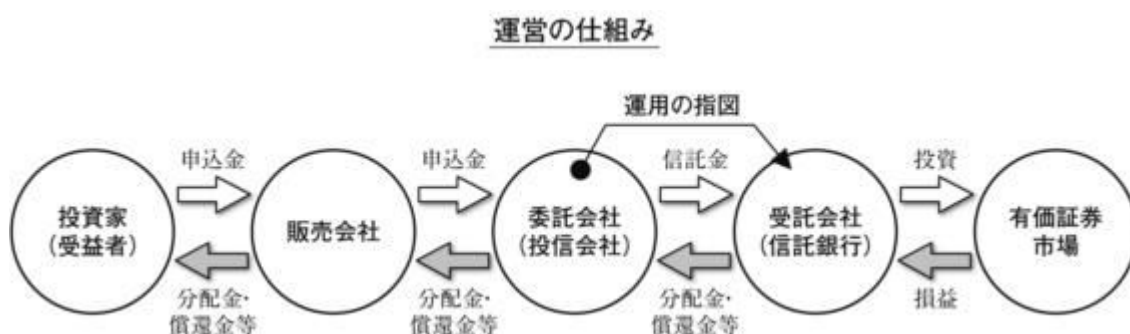 運営の仕組み
運用の指図
申込金
申込金
信託金
投資
投資家
(受益者)
販売会社
委託会社
(投信会社)
受託会社
(信託銀行)
有価証券
市場
分配金・
償還金等
分配金・
償還金等
分配金・
償還金等
損益